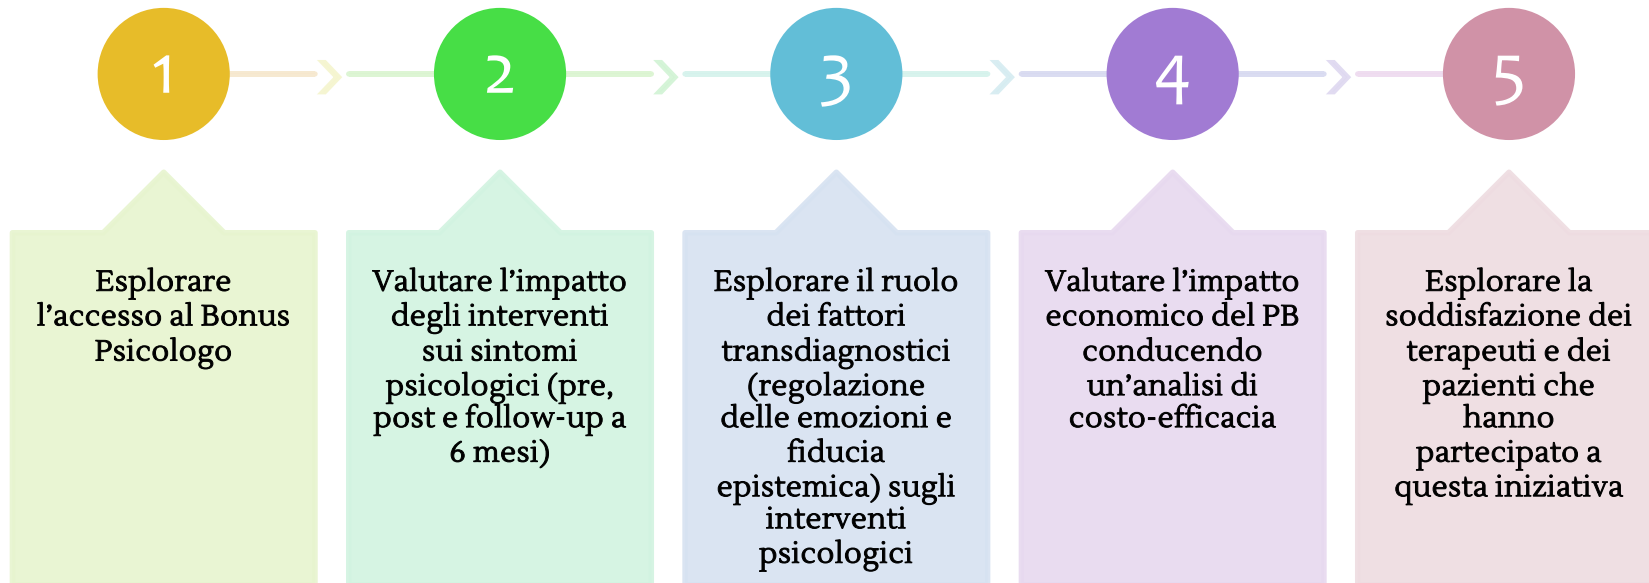 1
2
3
4
5
Esplorare
l’accesso al Bonus
Psicologo
Valutare l’impatto
degli interventi
sui sintomi
psicologici (pre,
post e follow-up a
6 mesi)
Esplorare il ruolo
dei fattori
transdiagnostici
(regolazione
delle emozioni e
fiducia
epistemica) sugli
interventi
psicologici
Valutare l’impatto
economico del PB
conducendo
un’analisi di
costo-efficacia
Esplorare la
soddisfazione dei
terapeuti e dei
pazienti che
hanno
partecipato a
questa iniziativa